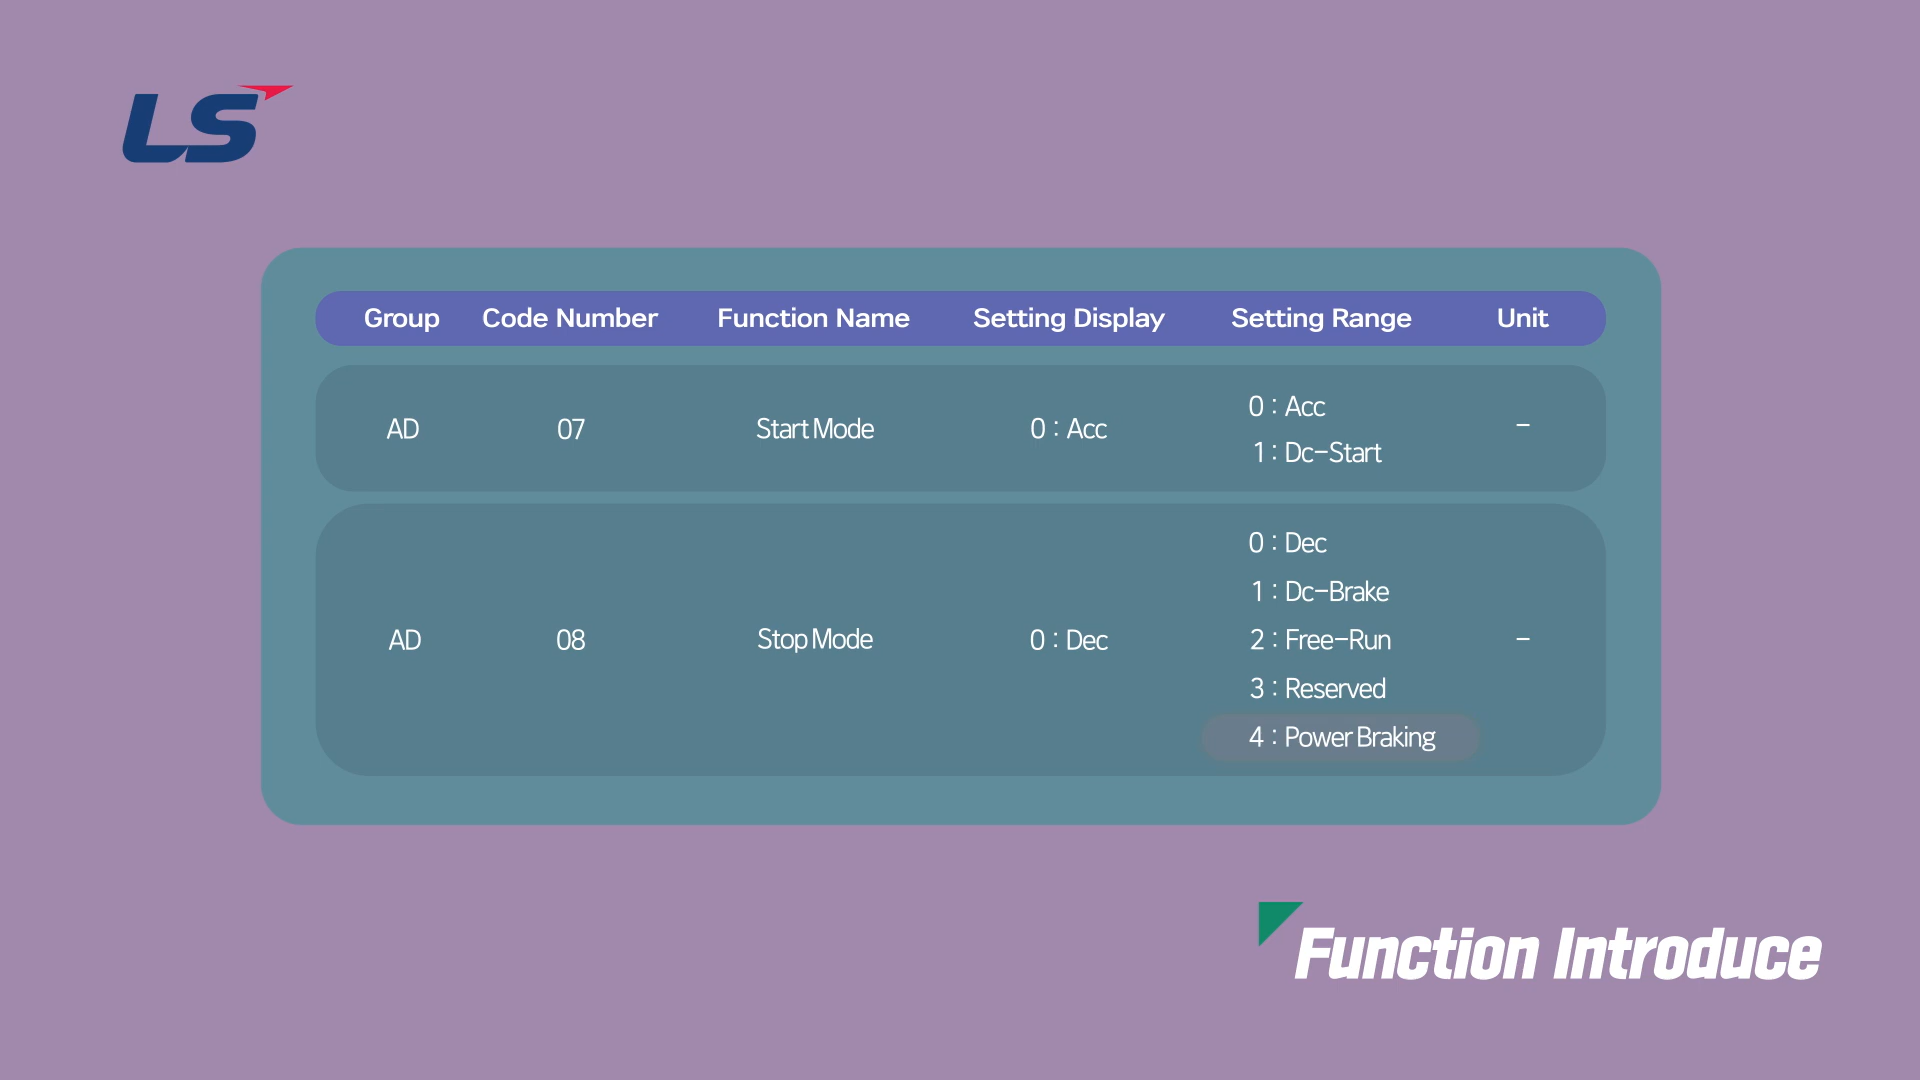 LS
Group Code Number Function Name Setting Display Setting Range Unit
AD 07 Start Mode 0 : Acc 0 : Acc –
1 : Dc-Start
0 : Dec
1 : Dc-Brake
AD 08 Stop Mode 0 : Dec 2 : Free-Run –
3 : Reserved
4 : Power Braking
Function Introduce